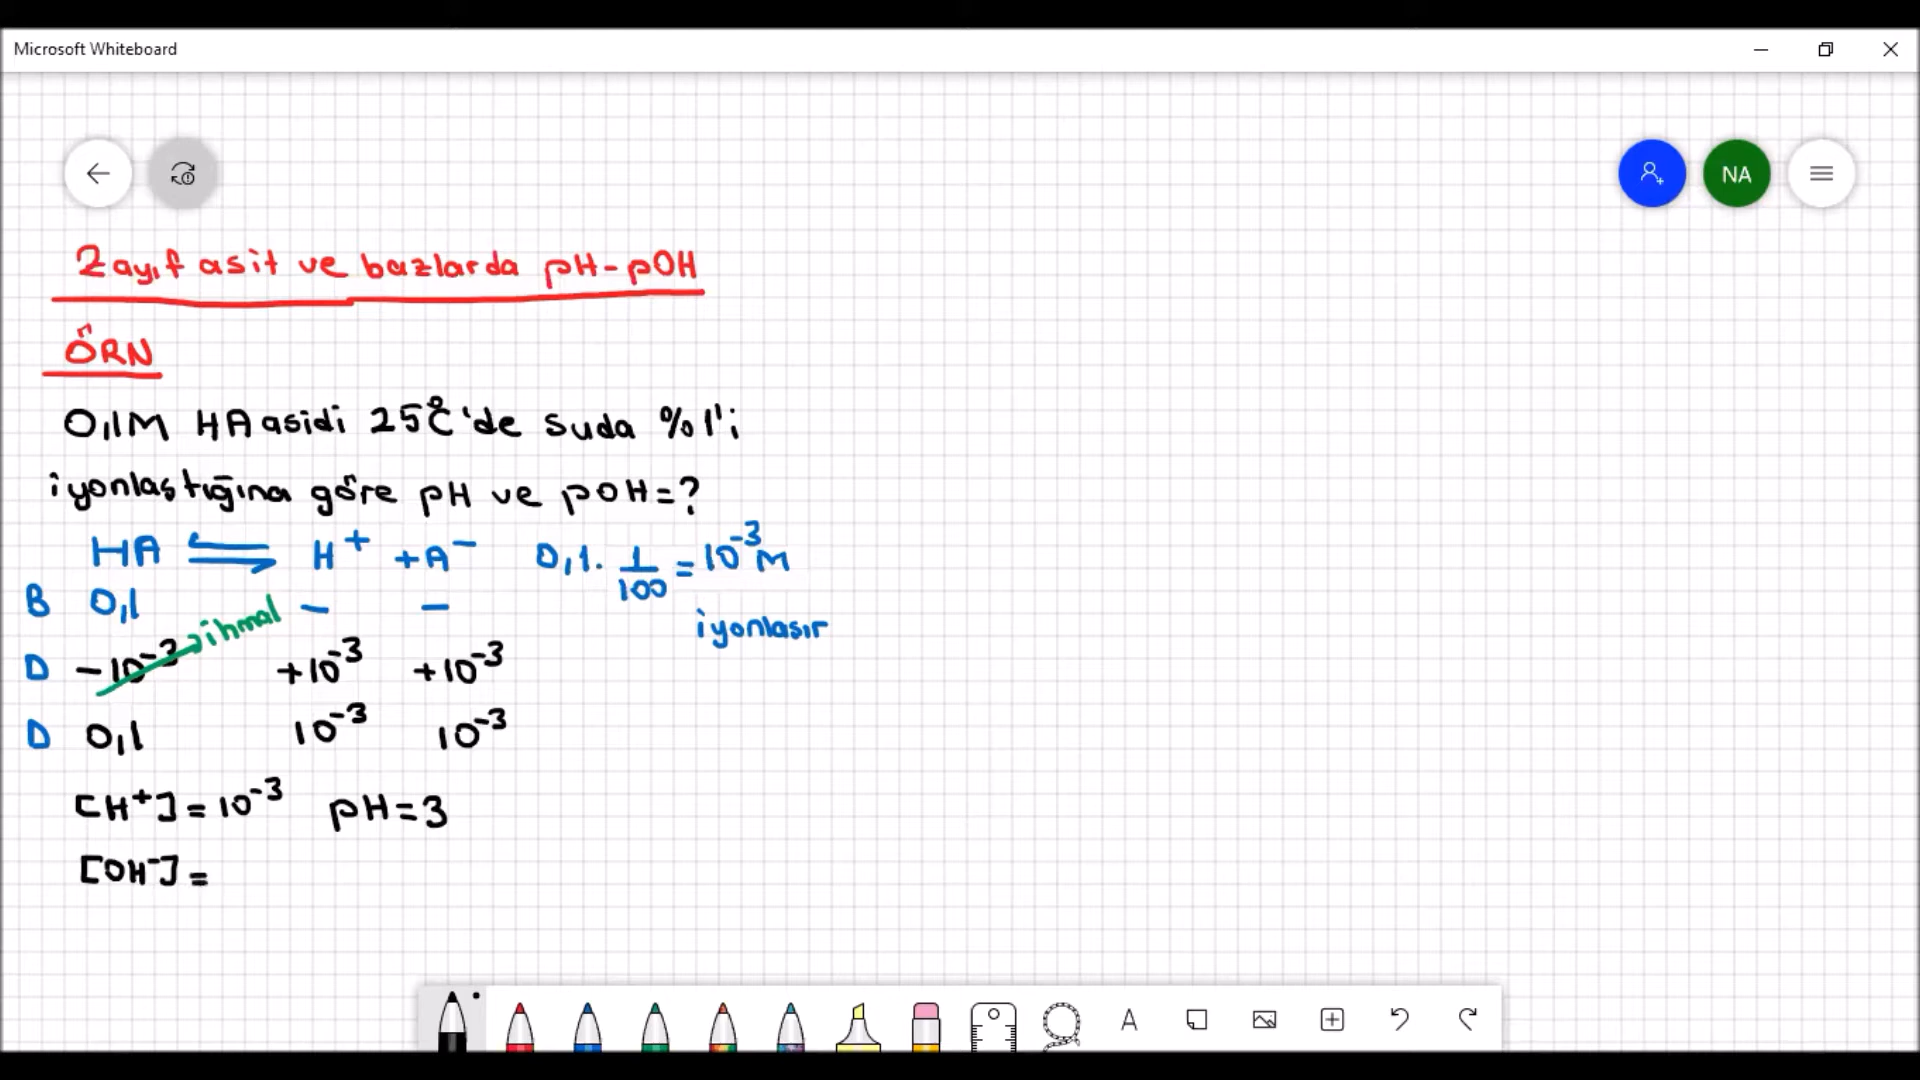 Microsoft Whiteboard
NA
Zayıf asit ve bazlarda pH-pOH
ÖRN
0,1M HA asidi 25°C'de suda %1'i
iyonlaştığına göre pH ve pOH=?
HA ⇌ H⁺ + A⁻ 0,1. 1/100 = 10⁻³M
B 0,1 - -
iyonlasır
D -10⁻³ →ihmal +10⁻³ +10⁻³
D 0,1 10⁻³ 10⁻³
[H⁺]=10⁻³ pH=3
[OH⁻]=
A